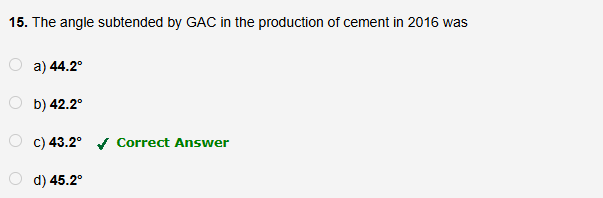 15. The angle subtended by GAC in the production of cement in 2016 was
a) 44.2°
b) 42.2°
c) 43.2° ✓ Correct Answer
d) 45.2°